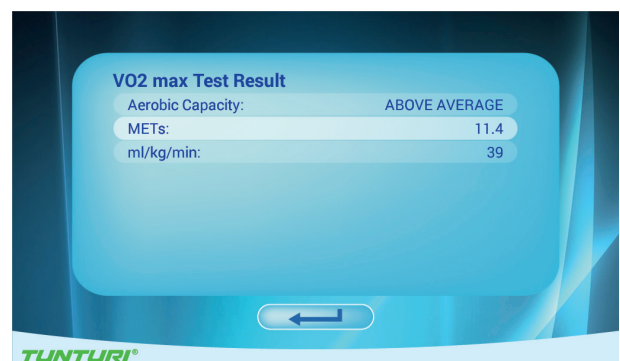 VO2 max Test Result
Aerobic Capacity: ABOVE AVERAGE
METs: 11.4
ml/kg/min: 39
TUNTURI®